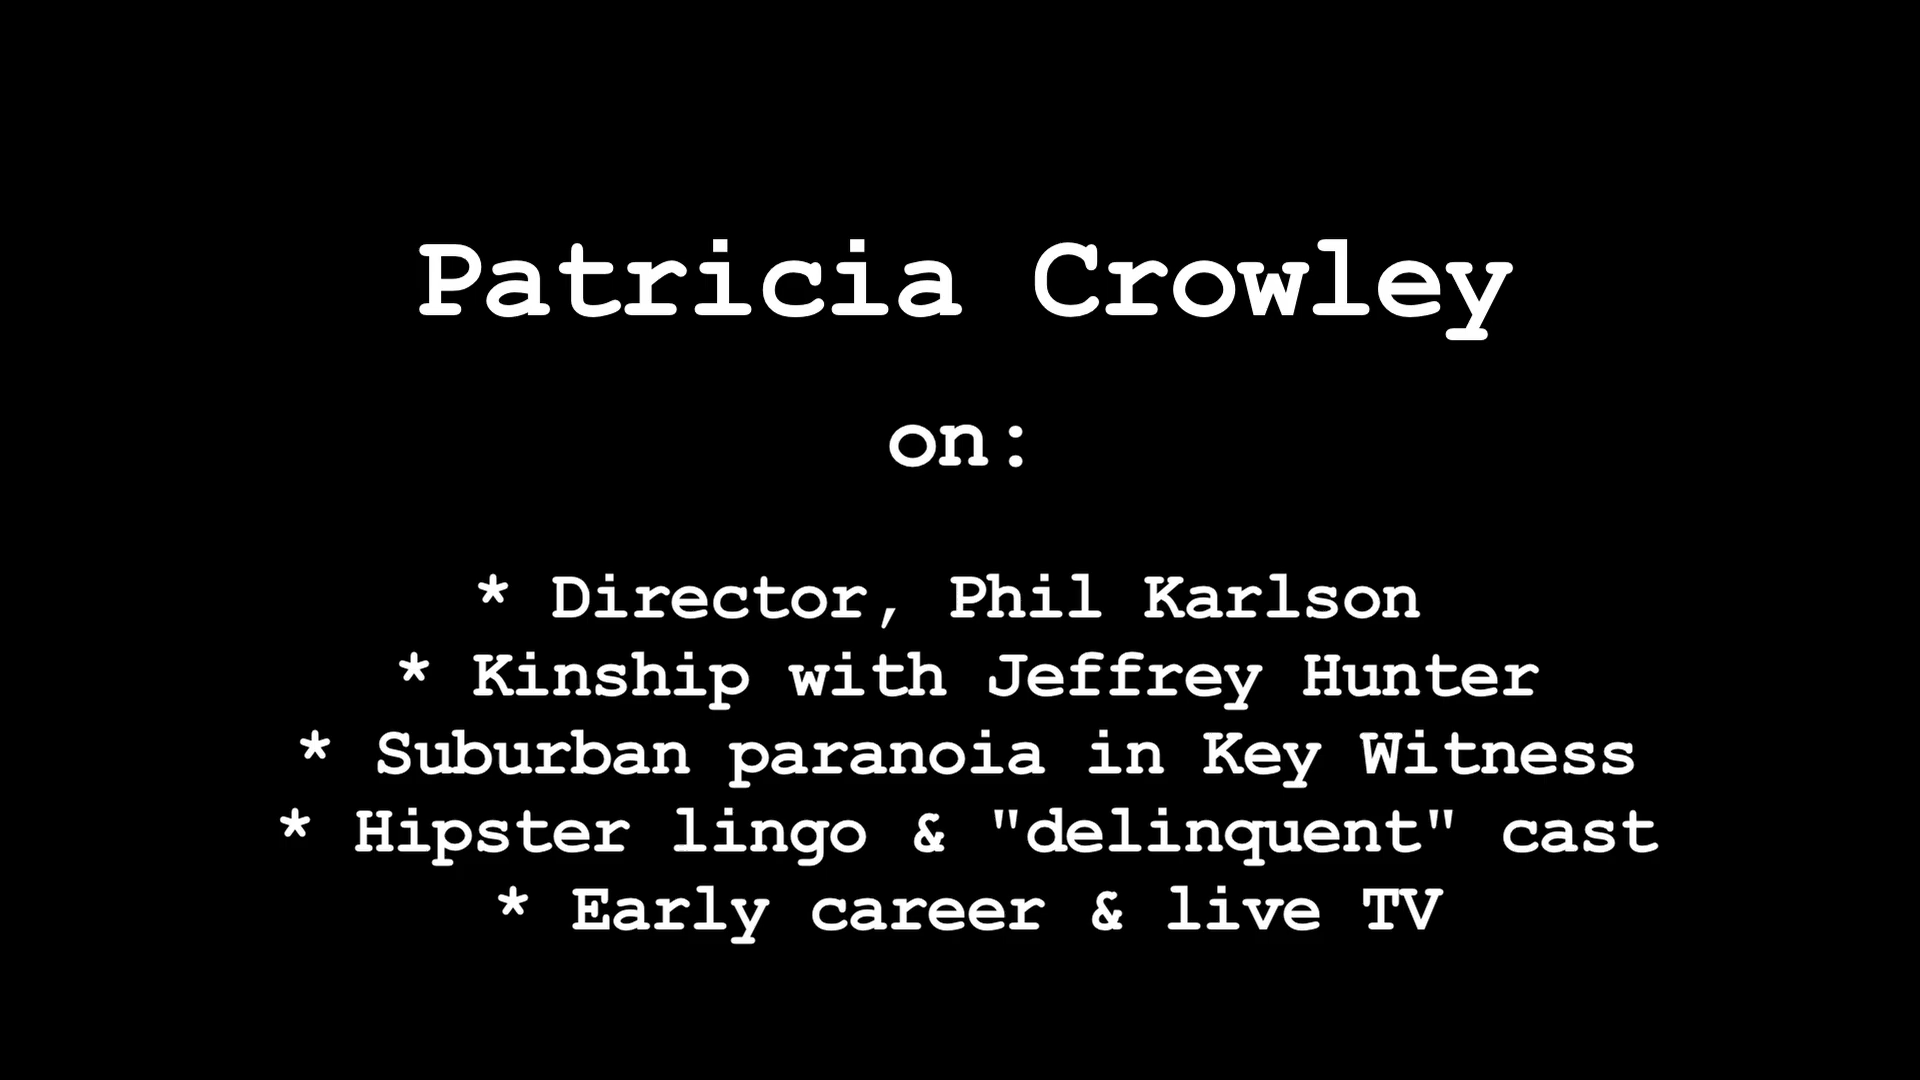 Patricia Crowley
on:
* Director, Phil Karlson
* Kinship with Jeffrey Hunter
* Suburban paranoia in Key Witness
* Hipster lingo & "delinquent" cast
* Early career & live TV